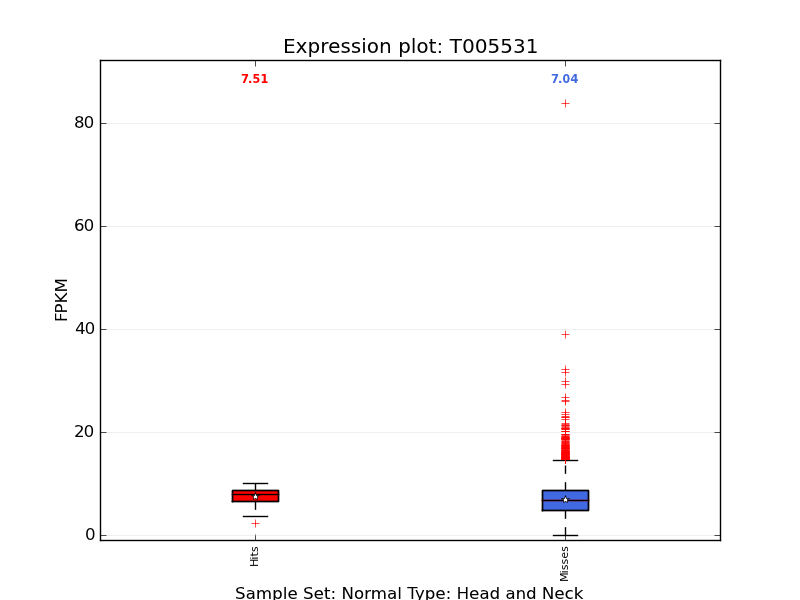 Expression plot: T005531
7.51
7.04
80
60
40
20
0
FPKM
Hits
Misses
Sample Set: Normal Type: Head and Neck